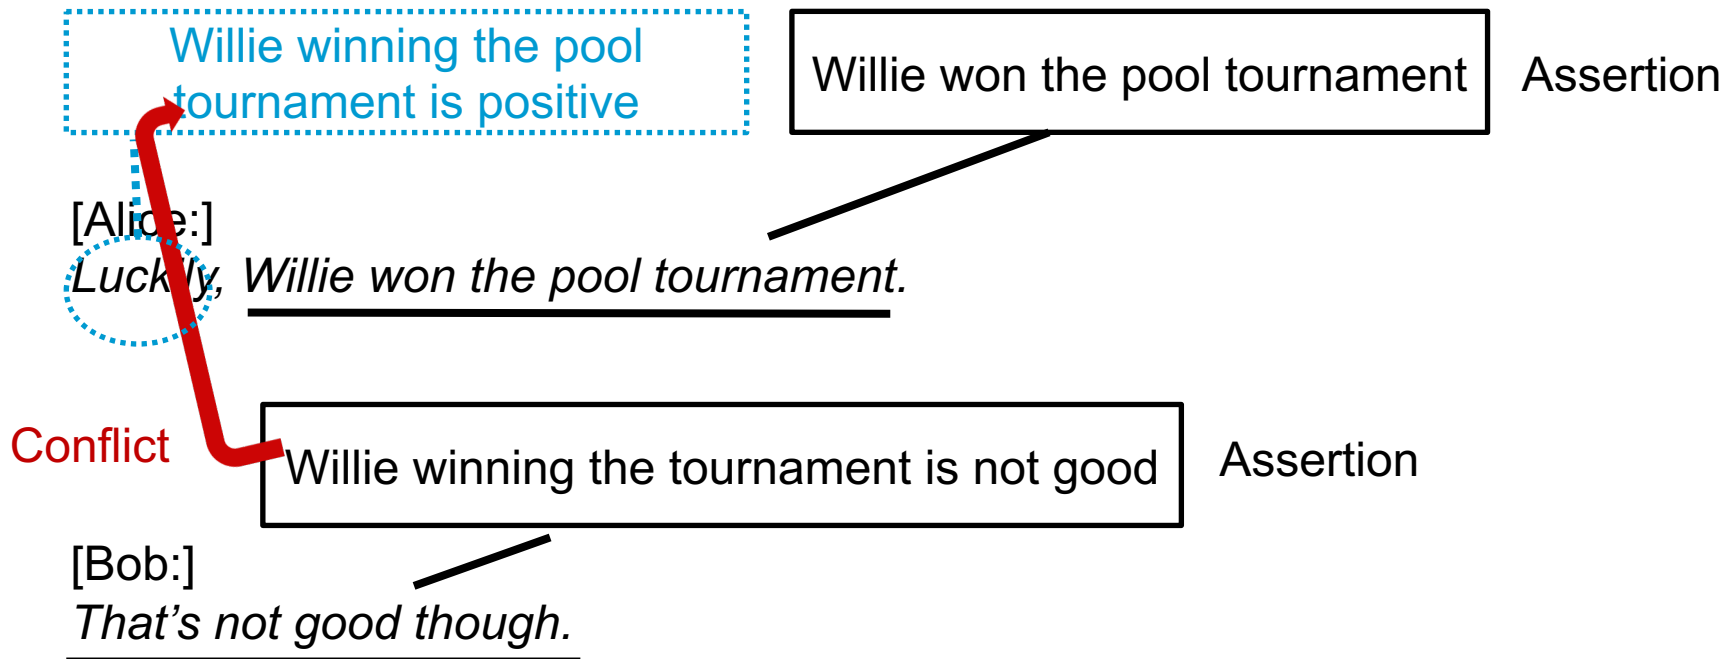 Willie winning the pool
tournament is positive
Willie won the pool tournament
Assertion
[Alice:]
Luckily, Willie won the pool tournament.
Conflict
Willie winning the tournament is not good
Assertion
[Bob:]
That’s not good though.